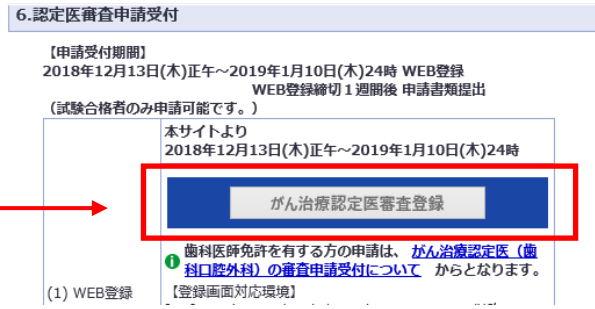 6.認定医審査申請受付
【申請受付期間】
2018年12月13日(木)正午～2019年1月10日(木)24時 WEB登録
WEB登録締切１週間後 申請書類提出
（試験合格者のみ申請可能です。）
本サイトより
2018年12月13日(木)正午～2019年1月10日(木)24時
がん治療認定医審査登録
歯科医師免許を有する方の申請は、 がん治療認定医（歯
科口腔外科）の審査申請受付について からとなります。
(1) WEB登録 【登録画面対応環境】